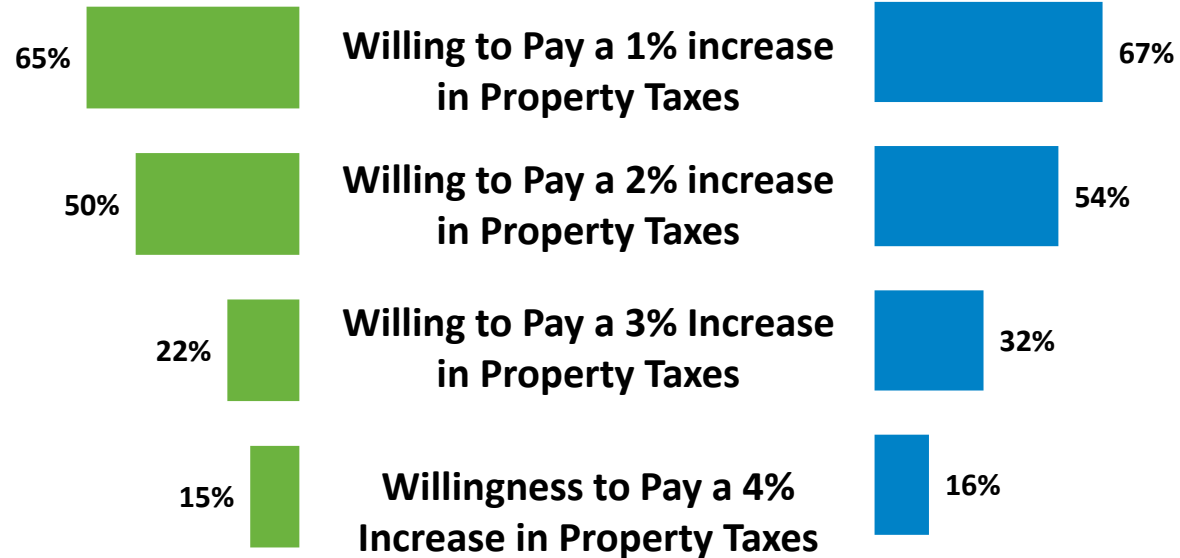 65%
Willing to Pay a 1% increase
in Property Taxes
67%
50%
Willing to Pay a 2% increase
in Property Taxes
54%
22%
Willing to Pay a 3% Increase
in Property Taxes
32%
15%
Willingness to Pay a 4%
Increase in Property Taxes
16%